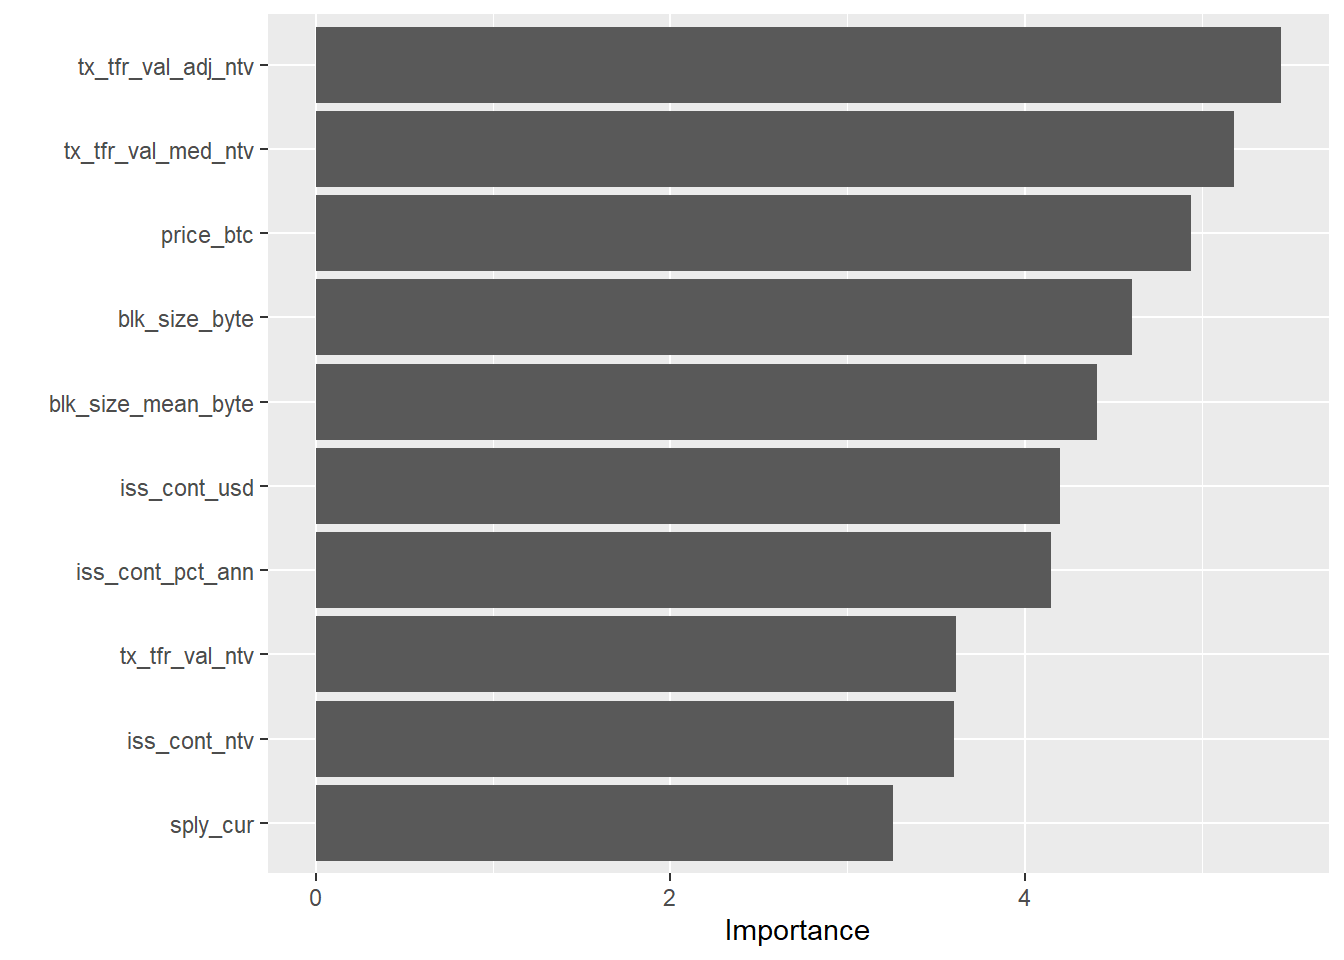 tx_tfr_val_adj_ntv
tx_tfr_val_med_ntv
price_btc
blk_size_byte
blk_size_mean_byte
iss_cont_usd
iss_cont_pct_ann
tx_tfr_val_ntv
iss_cont_ntv
sply_cur
0 2 4
Importance